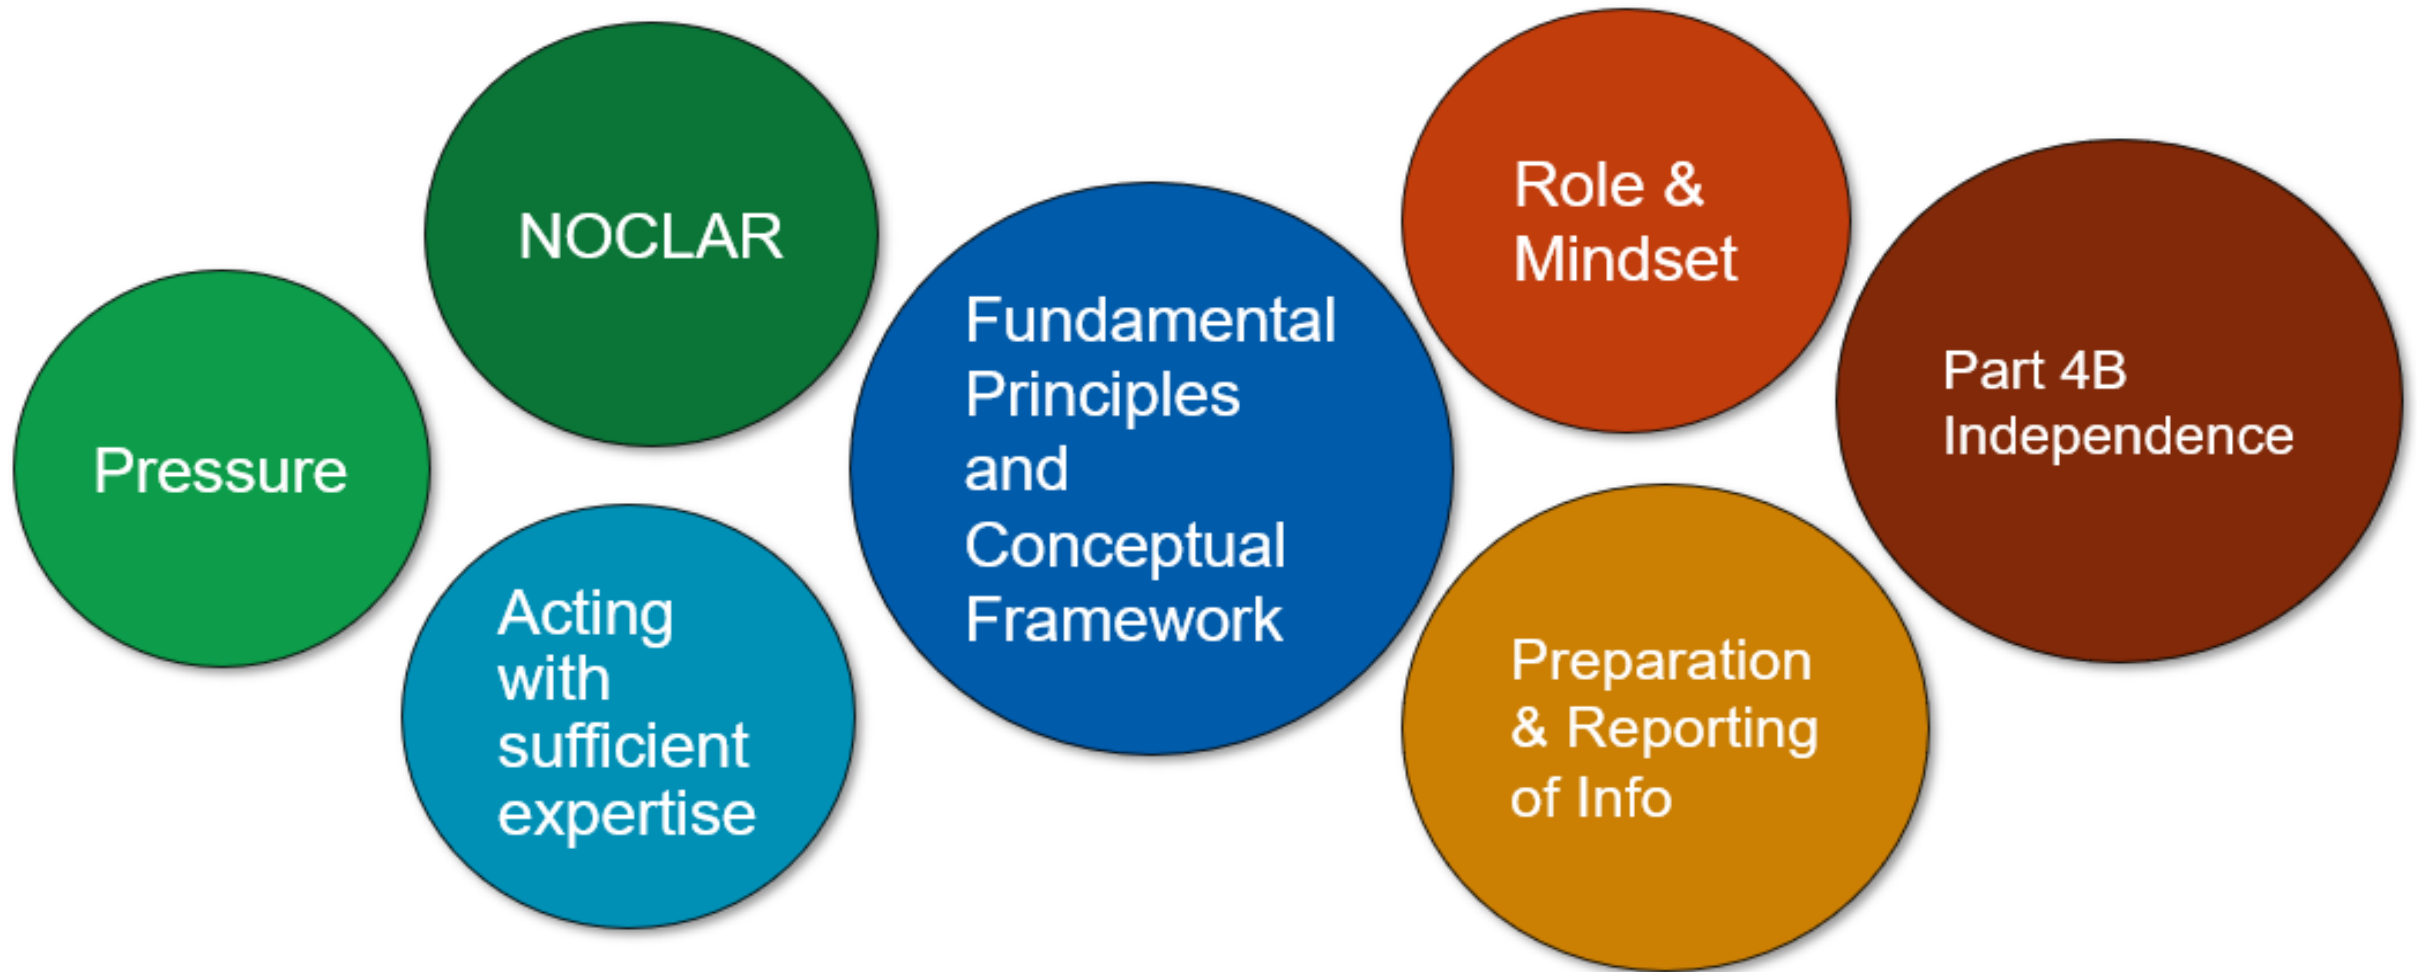 Pressure
NOCLAR
Acting
with
sufficient
expertise
Fundamental
Principles
and
Conceptual
Framework
Role &
Mindset
Preparation
& Reporting
of Info
Part 4B
Independence